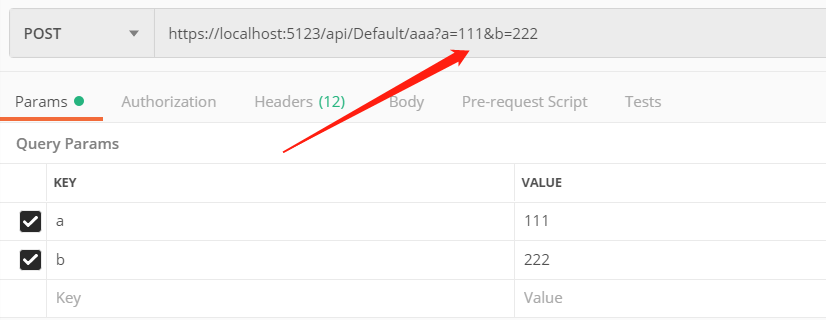 POST https://localhost:5123/api/Default/aaa?a=111&b=222
Params Authorization Headers (12) Body Pre-request Script Tests
Query Params
KEY VALUE
a 111
b 222
Key Value